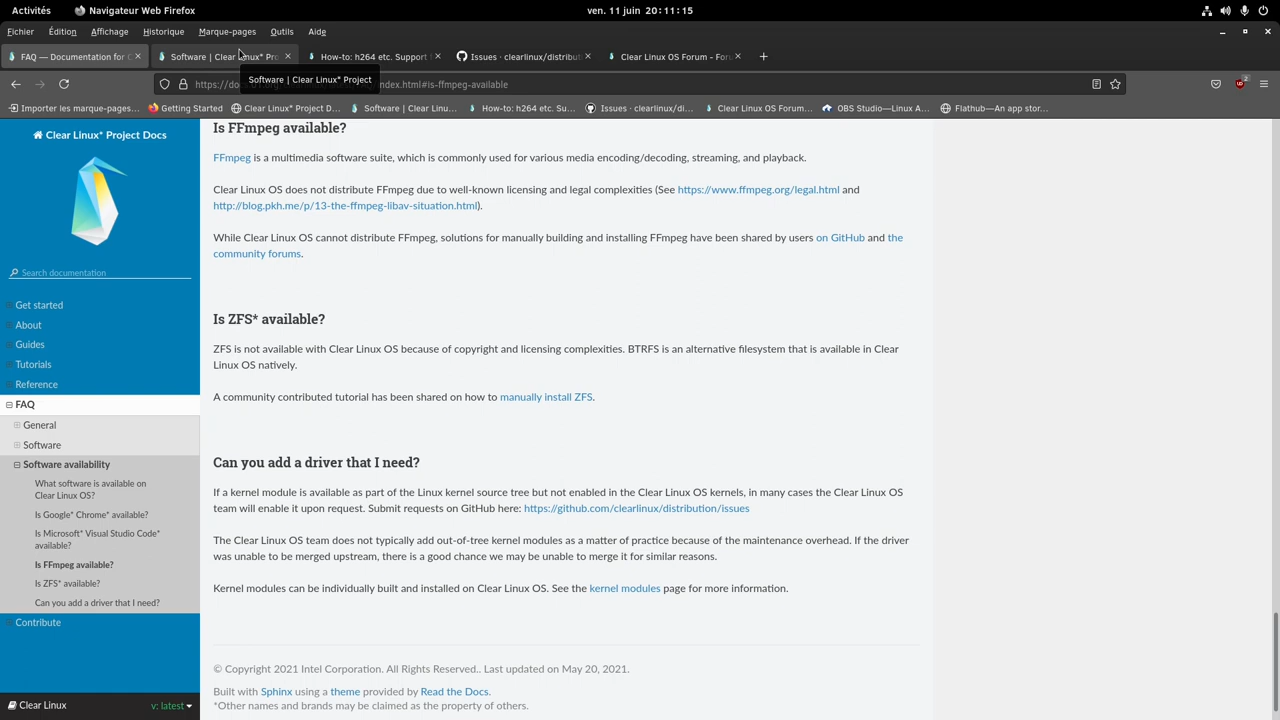 Activités Navigateur Web Firefox ven. 11 juin 20:11:15
Fichier Édition Affichage Historique Marque-pages Outils Aide
FAQ — Documentation for C Software | Clear Linux* Pro How-to: h264 etc. Support Issues · clearlinux/distribut Clear Linux OS Forum - For
Software | Clear Linux* Project
https://do index.html#is-ffmpeg-available 2
Importer les marque-pages... Getting Started Clear Linux* Project D... Software | Clear Linu... How-to: h264 etc. Su... Issues · clearlinux/di... Clear Linux OS Forum... OBS Studio—Linux A... Flathub—An app stor...
Clear Linux* Project Docs
Search documentation
Get started
About
Guides
Tutorials
Reference
FAQ
General
Software
Software availability
What software is available on
Clear Linux OS?
Is Google* Chrome* available?
Is Microsoft* Visual Studio Code*
available?
Is FFmpeg available?
Is ZFS* available?
Can you add a driver that I need?
Contribute
Clear Linux v: latest
Is FFmpeg available?
FFmpeg is a multimedia software suite, which is commonly used for various media encoding/decoding, streaming, and playback.
Clear Linux OS does not distribute FFmpeg due to well-known licensing and legal complexities (See https://www.ffmpeg.org/legal.html and
http://blog.pkh.me/p/13-the-ffmpeg-libav-situation.html).
While Clear Linux OS cannot distribute FFmpeg, solutions for manually building and installing FFmpeg have been shared by users on GitHub and the
community forums.
Is ZFS* available?
ZFS is not available with Clear Linux OS because of copyright and licensing complexities. BTRFS is an alternative filesystem that is available in Clear
Linux OS natively.
A community contributed tutorial has been shared on how to manually install ZFS.
Can you add a driver that I need?
If a kernel module is available as part of the Linux kernel source tree but not enabled in the Clear Linux OS kernels, in many cases the Clear Linux OS
team will enable it upon request. Submit requests on GitHub here: https://github.com/clearlinux/distribution/issues
The Clear Linux OS team does not typically add out-of-tree kernel modules as a matter of practice because of the maintenance overhead. If the driver
was unable to be merged upstream, there is a good chance we may be unable to merge it for similar reasons.
Kernel modules can be individually built and installed on Clear Linux OS. See the kernel modules page for more information.
© Copyright 2021 Intel Corporation. All Rights Reserved.. Last updated on May 20, 2021.
Built with Sphinx using a theme provided by Read the Docs.
*Other names and brands may be claimed as the property of others.